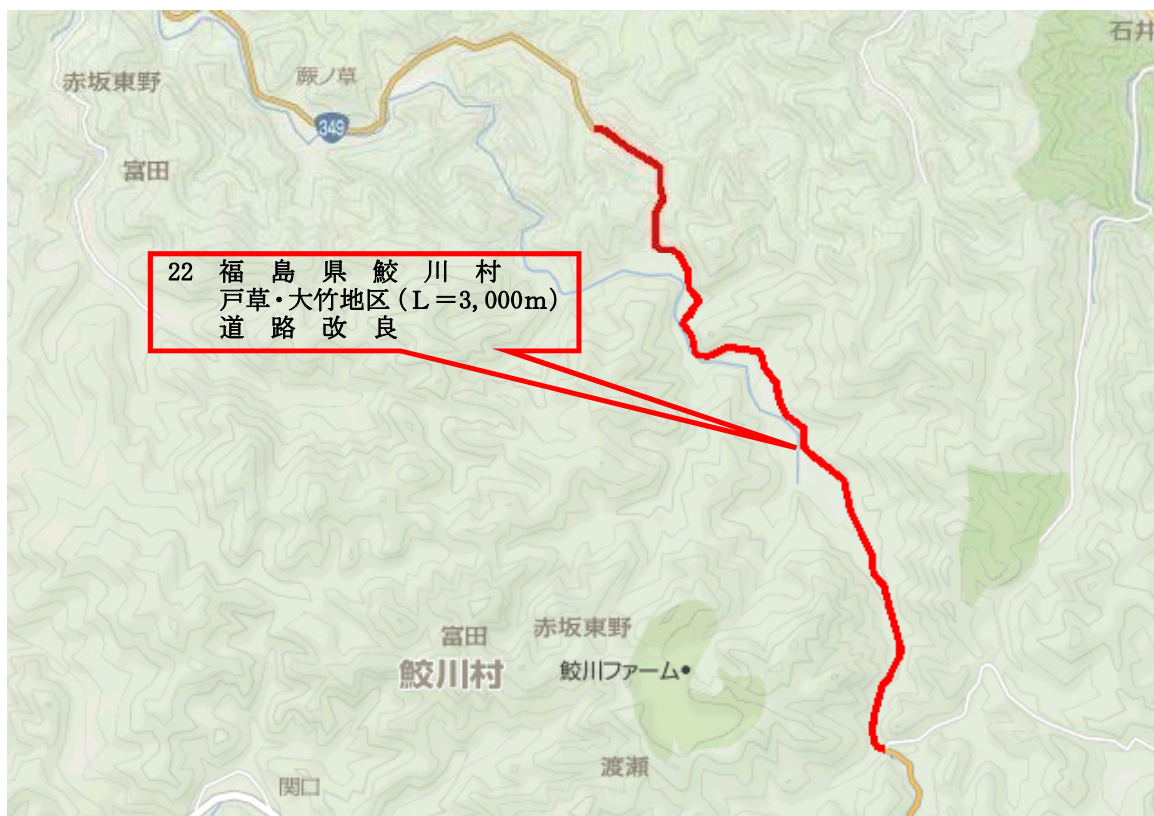 石井
赤坂東野
蕨ノ草
349
富田
22 福島県鮫川村
戸草・大竹地区(L=3,000m)
道路改良
富田
赤坂東野
鮫川村
鮫川ファーム
渡瀬
関口